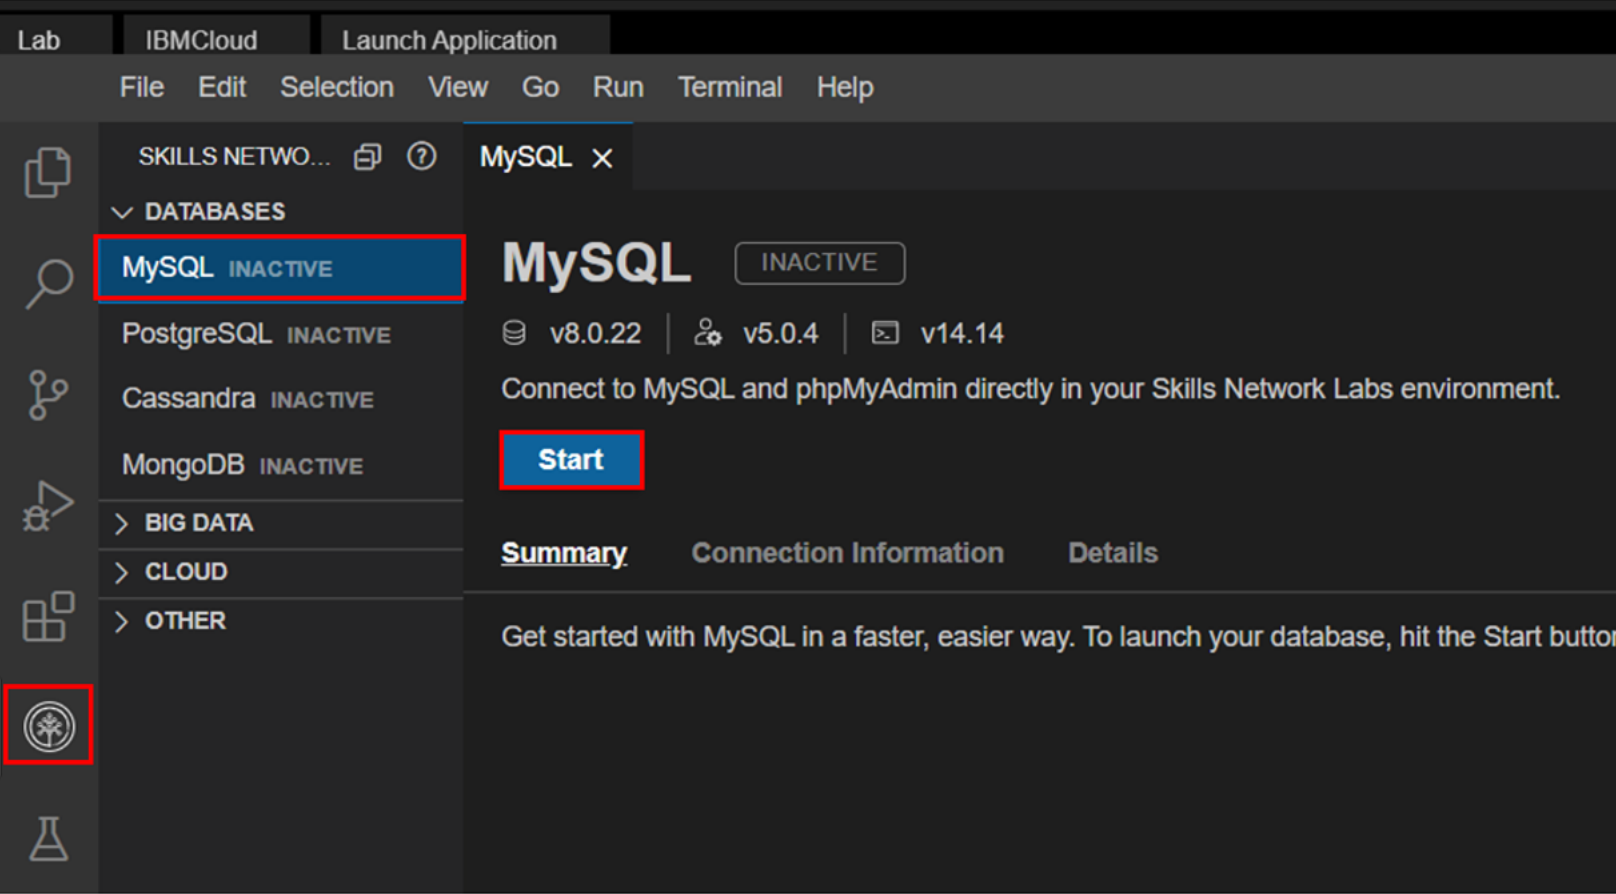 Lab IBMCloud Launch Application
File Edit Selection View Go Run Terminal Help
SKILLS NETWO... MySQL
DATABASES
MySQL INACTIVE
PostgreSQL INACTIVE
Cassandra INACTIVE
MongoDB INACTIVE
BIG DATA
CLOUD
OTHER
MySQL INACTIVE
v8.0.22 v5.0.4 v14.14
Connect to MySQL and phpMyAdmin directly in your Skills Network Labs environment.
Start
Summary Connection Information Details
Get started with MySQL in a faster, easier way. To launch your database, hit the Start